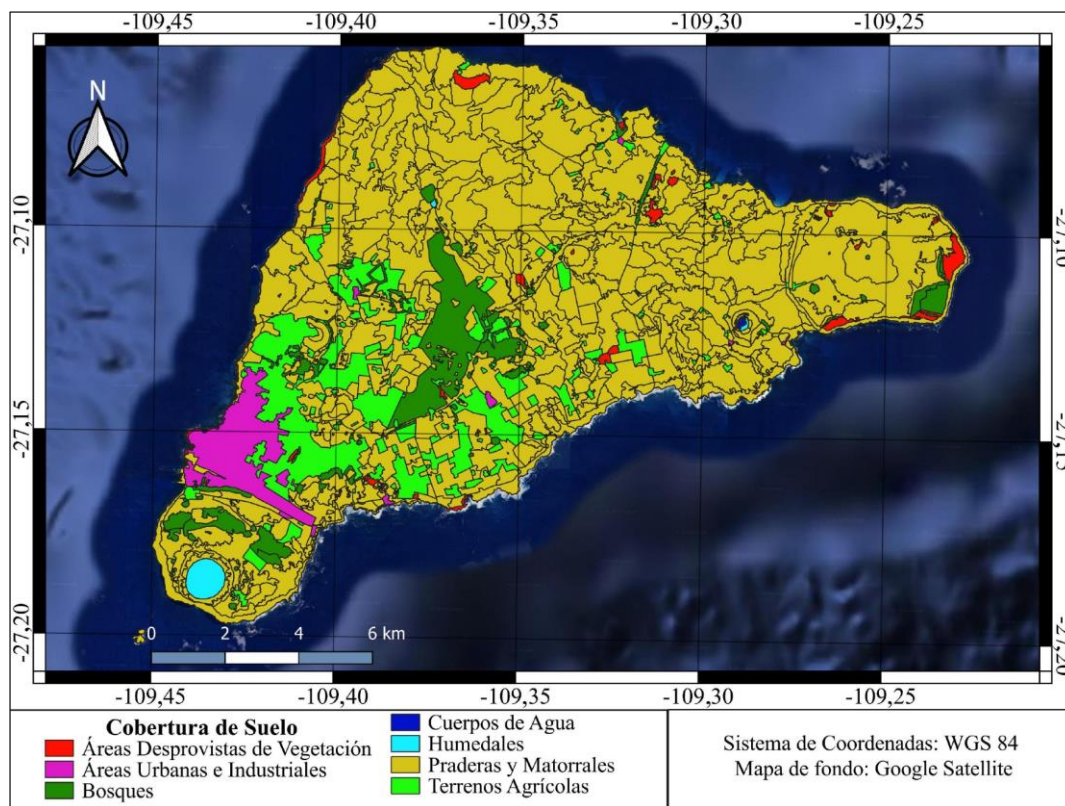 -109,45 -109,40 -109,35 -109,30 -109,25
N
-27,10 -27,10
-27,15 -27,15
-27,20 -27,20
0 2 4 6 km
-109,45 -109,40 -109,35 -109,30 -109,25
Cobertura de Suelo
Áreas Desprovistas de Vegetación
Áreas Urbanas e Industriales
Bosques
Cuerpos de Agua
Humedales
Praderas y Matorrales
Terrenos Agrícolas
Sistema de Coordenadas: WGS 84
Mapa de fondo: Google Satellite